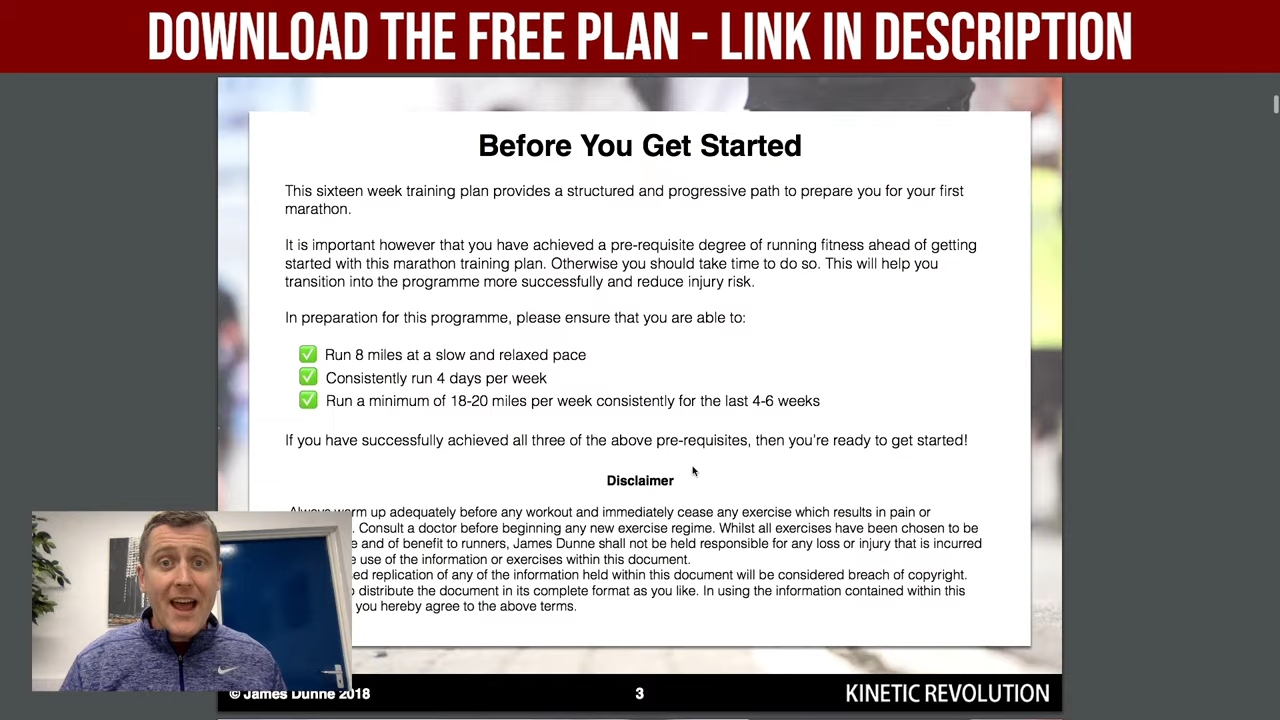 DOWNLOAD THE FREE PLAN - LINK IN DESCRIPTION
Before You Get Started
This sixteen week training plan provides a structured and progressive path to prepare you for your first
marathon.
It is important however that you have achieved a pre-requisite degree of running fitness ahead of getting
started with this marathon training plan. Otherwise you should take time to do so. This will help you
transition into the programme more successfully and reduce injury risk.
In preparation for this programme, please ensure that you are able to:
✅ Run 8 miles at a slow and relaxed pace
✅ Consistently run 4 days per week
✅ Run a minimum of 18-20 miles per week consistently for the last 4-6 weeks
If you have successfully achieved all three of the above pre-requisites, then you're ready to get started!
Disclaimer
Always warm up adequately before any workout and immediately cease any exercise which results in pain or
Consult a doctor before beginning any new exercise regime. Whilst all exercises have been chosen to be
and of benefit to runners, James Dunne shall not be held responsible for any loss or injury that is incurred
use of the information or exercises within this document.
replication of any of the information held within this document will be considered breach of copyright.
distribute the document in its complete format as you like. In using the information contained within this
you hereby agree to the above terms.
© James Dunne 2018
3
KINETIC REVOLUTION